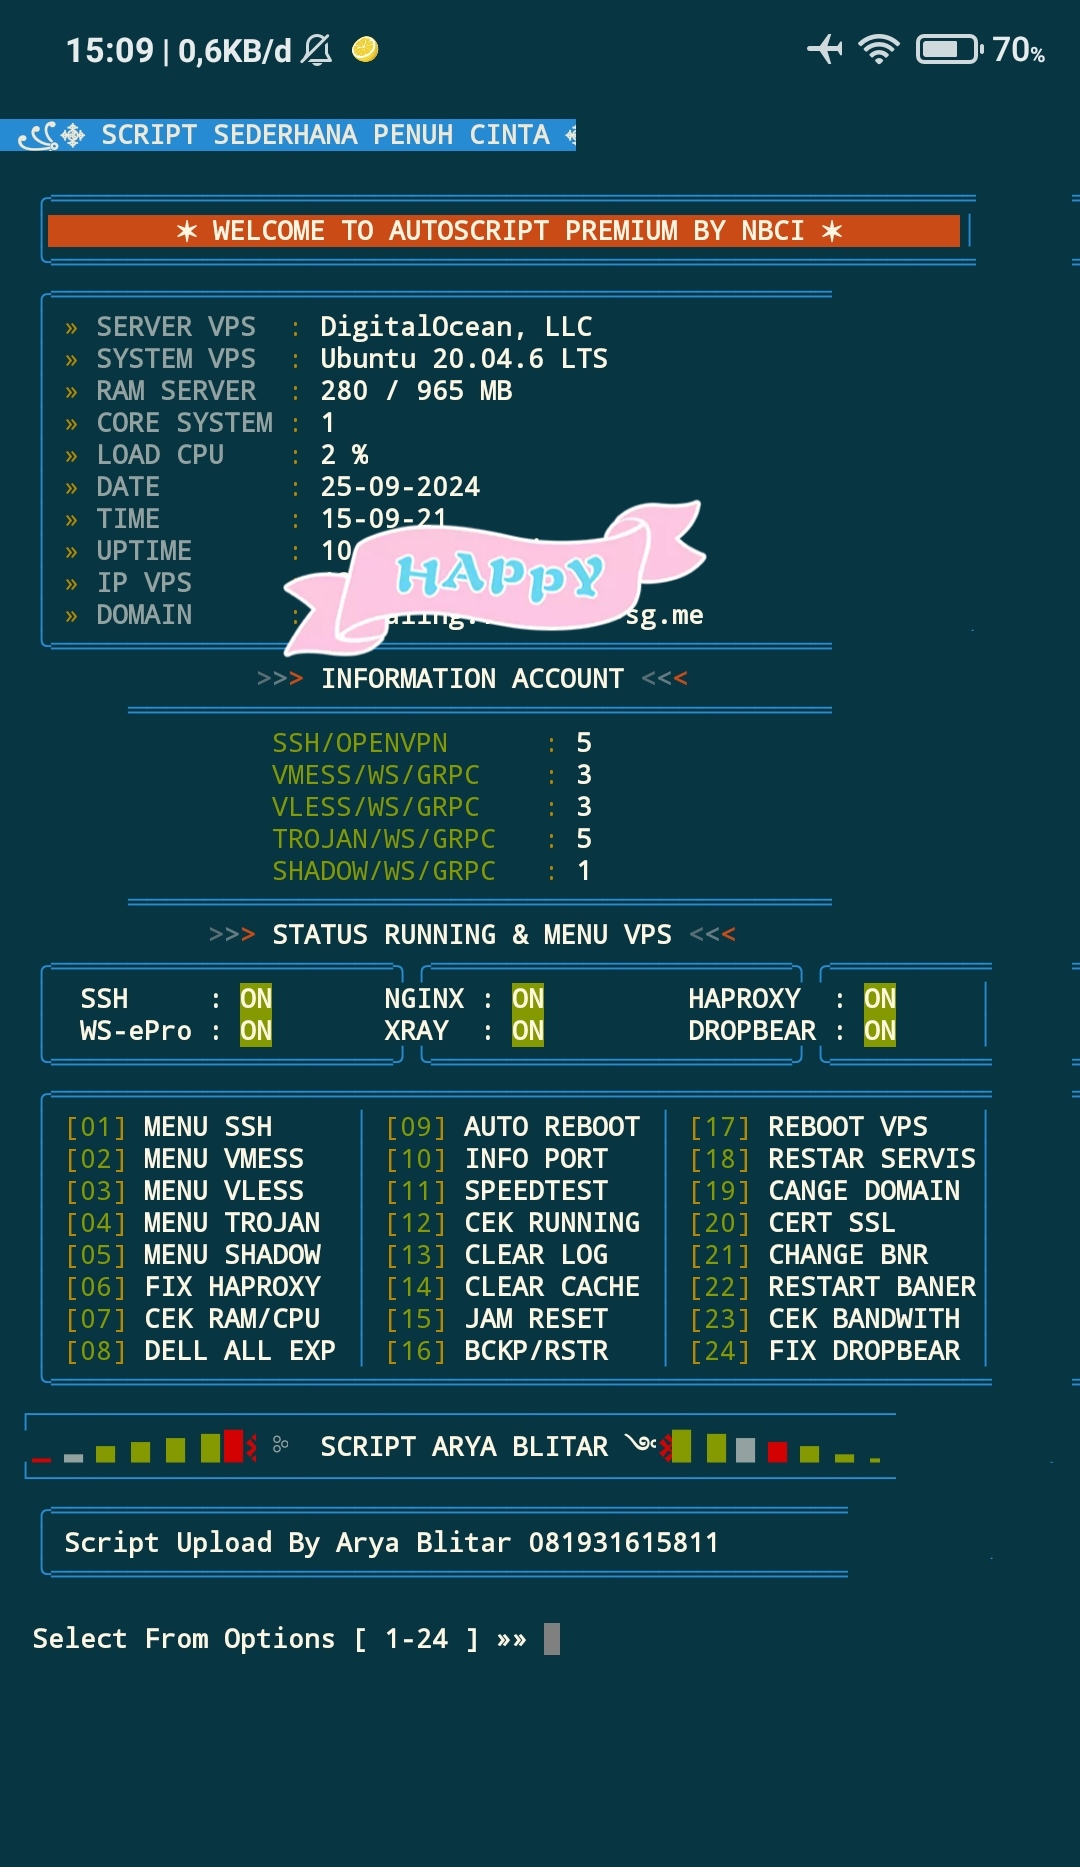 15:09 | 0,6KB/d 70%
SCRIPT SEDERHANA PENUH CINTA
✶ WELCOME TO AUTOSCRIPT PREMIUM BY NBCI ✶
» SERVER VPS : DigitalOcean, LLC
» SYSTEM VPS : Ubuntu 20.04.6 LTS
» RAM SERVER : 280 / 965 MB
» CORE SYSTEM : 1
» LOAD CPU : 2 %
» DATE : 25-09-2024
» TIME : 15-09-21
» UPTIME : 10
HAPPY
» IP VPS
» DOMAIN : sg.me
>>> INFORMATION ACCOUNT <<<
SSH/OPENVPN : 5
VMESS/WS/GRPC : 3
VLESS/WS/GRPC : 3
TROJAN/WS/GRPC : 5
SHADOW/WS/GRPC : 1
>>> STATUS RUNNING & MENU VPS <<<
SSH : ON NGINX : ON HAPROXY : ON
WS-ePro : ON XRAY : ON DROPBEAR : ON
[01] MENU SSH [09] AUTO REBOOT [17] REBOOT VPS
[02] MENU VMESS [10] INFO PORT [18] RESTAR SERVIS
[03] MENU VLESS [11] SPEEDTEST [19] CANGE DOMAIN
[04] MENU TROJAN [12] CEK RUNNING [20] CERT SSL
[05] MENU SHADOW [13] CLEAR LOG [21] CHANGE BNR
[06] FIX HAPROXY [14] CLEAR CACHE [22] RESTART BANER
[07] CEK RAM/CPU [15] JAM RESET [23] CEK BANDWITH
[08] DELL ALL EXP [16] BCKP/RSTR [24] FIX DROPBEAR
SCRIPT ARYA BLITAR
Script Upload By Arya Blitar 081931615811
Select From Options [ 1-24 ] »»